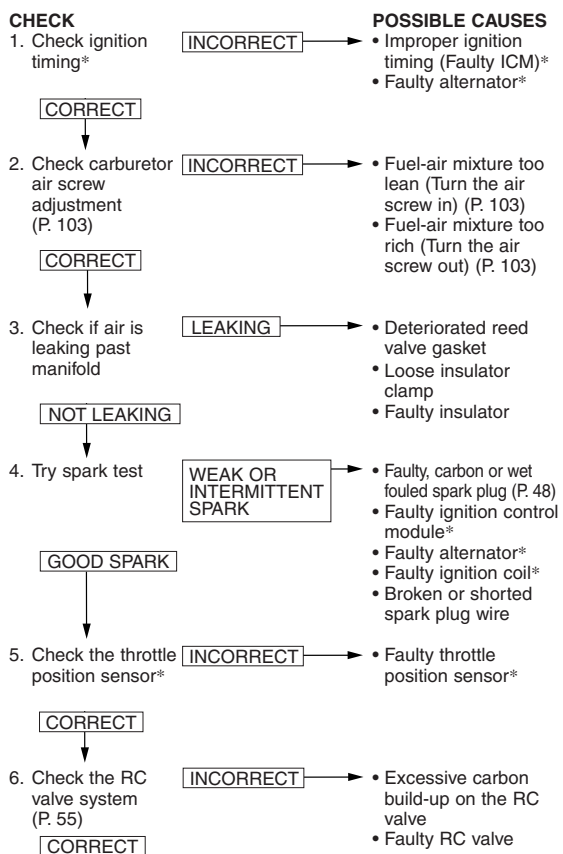 CHECK
POSSIBLE CAUSES
1. Check ignition
timing*
INCORRECT
• Improper ignition
timing (Faulty ICM)*
• Faulty alternator*
CORRECT
2. Check carburetor
air screw
adjustment
(P. 103)
INCORRECT
• Fuel-air mixture too
lean (Turn the air
screw in) (P. 103)
• Fuel-air mixture too
rich (Turn the air
screw out) (P. 103)
CORRECT
3. Check if air is
leaking past
manifold
LEAKING
• Deteriorated reed
valve gasket
• Loose insulator
clamp
• Faulty insulator
NOT LEAKING
4. Try spark test
WEAK OR
INTERMITTENT
SPARK
• Faulty, carbon or wet
fouled spark plug (P. 48)
• Faulty ignition control
module*
• Faulty alternator*
• Faulty ignition coil*
• Broken or shorted
spark plug wire
GOOD SPARK
5. Check the throttle
position sensor*
INCORRECT
• Faulty throttle
position sensor*
CORRECT
6. Check the RC
valve system
(P. 55)
INCORRECT
• Excessive carbon
build-up on the RC
valve
• Faulty RC valve
CORRECT